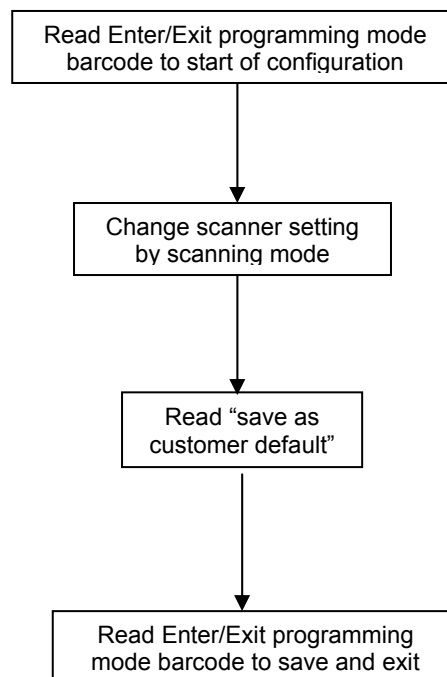 Read Enter/Exit programming mode
barcode to start of configuration
Change scanner setting
by scanning mode
Read “save as
customer default”
Read Enter/Exit programming
mode barcode to save and exit